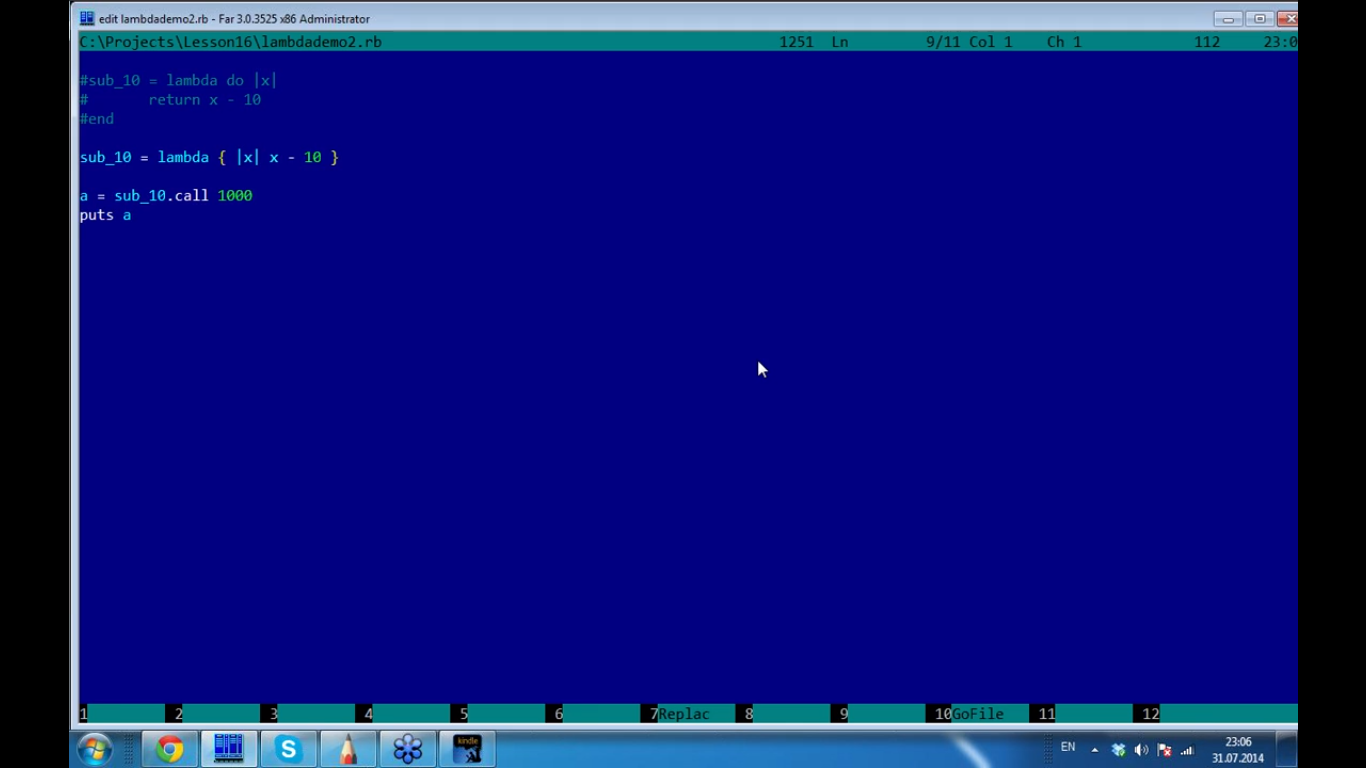 edit lambdademo2.rb - Far 3.0.3525 x86 Administrator
C:\Projects\Lesson16\lambdademo2.rb 1251 Ln 9/11 Col 1 Ch 1 112 23:0
#sub_10 = lambda do |x|
# return x - 10
#end
sub_10 = lambda { |x| x - 10 }
a = sub_10.call 1000
puts a
1 2 3 4 5 6 7Replac 8 9 10GoFile 11 12
kindle
EN
23:06
31.07.2014